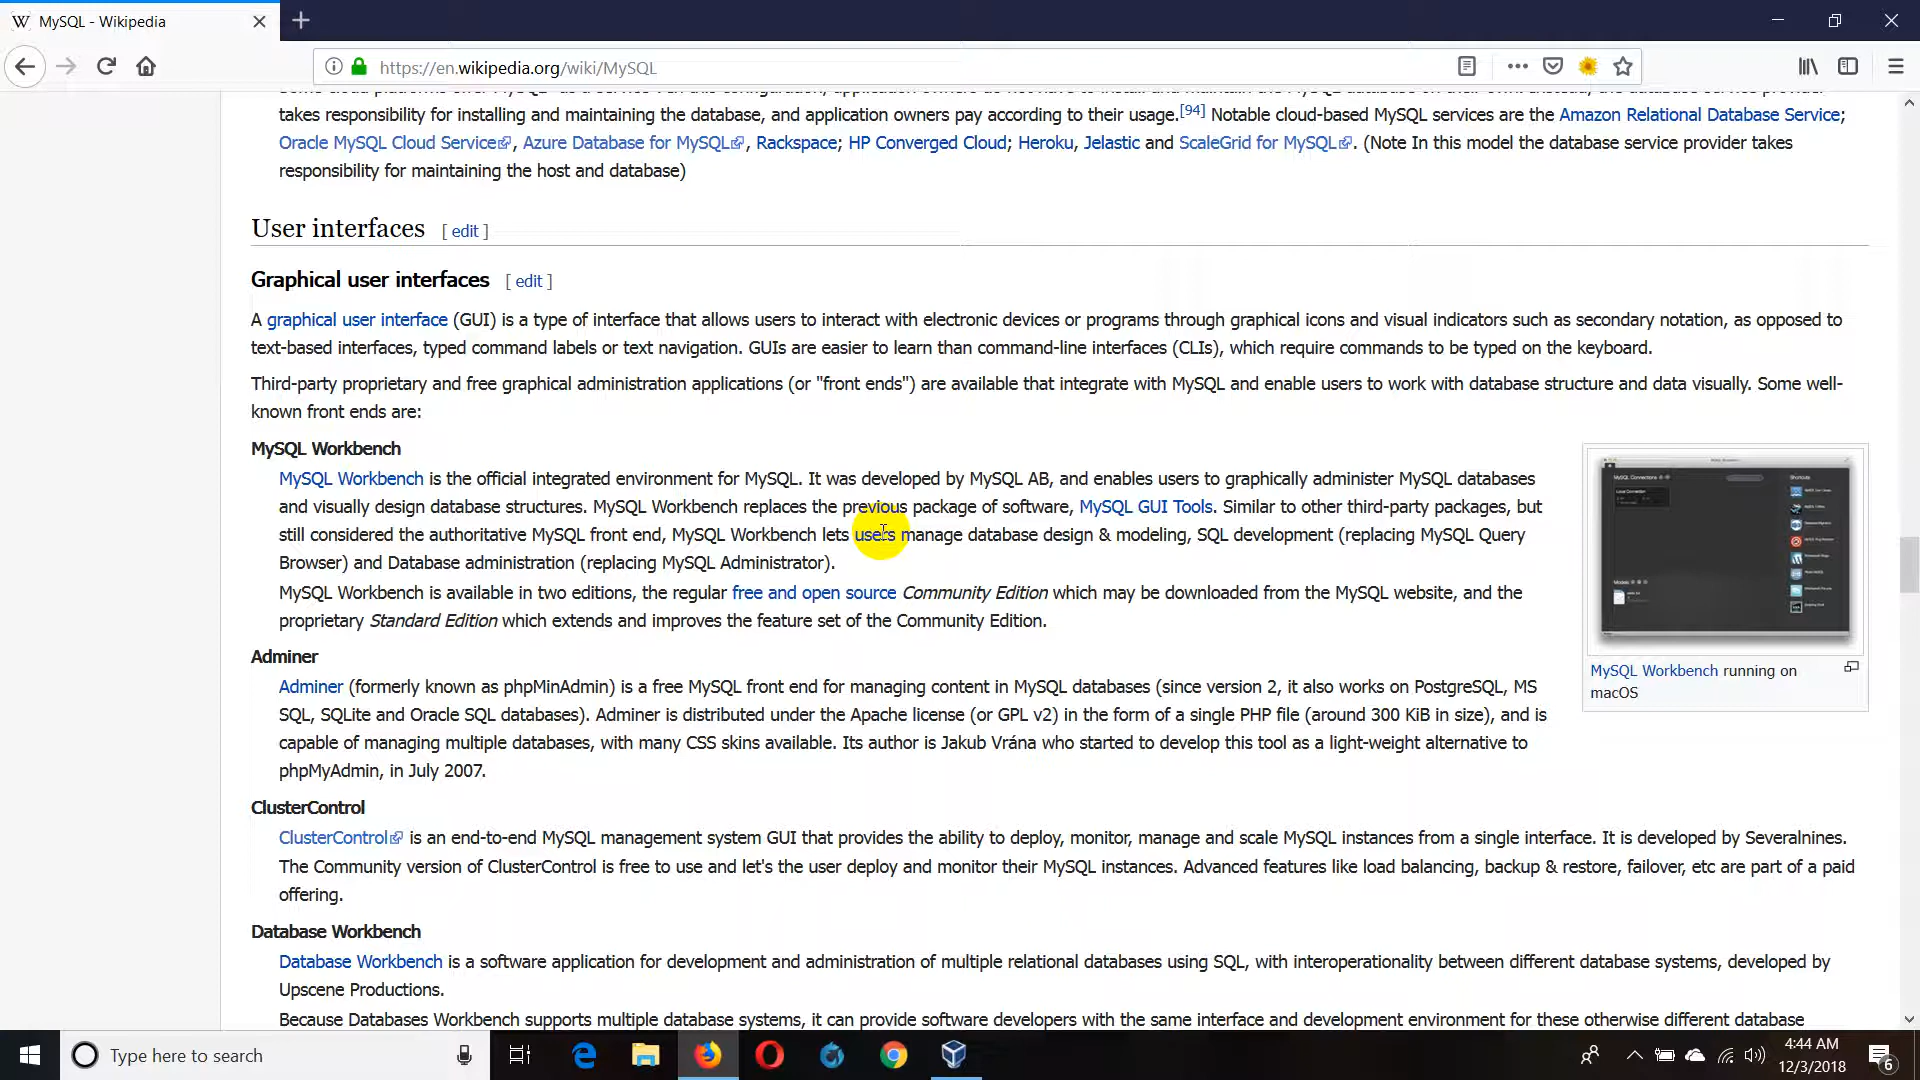 MySQL - Wikipedia
https://en.wikipedia.org/wiki/MySQL
takes responsibility for installing and maintaining the database, and application owners pay according to their usage.[94] Notable cloud-based MySQL services are the Amazon Relational Database Service;
Oracle MySQL Cloud Service, Azure Database for MySQL, Rackspace; HP Converged Cloud; Heroku, Jelastic and ScaleGrid for MySQL. (Note In this model the database service provider takes
responsibility for maintaining the host and database)
User interfaces [ edit ]
Graphical user interfaces [ edit ]
A graphical user interface (GUI) is a type of interface that allows users to interact with electronic devices or programs through graphical icons and visual indicators such as secondary notation, as opposed to
text-based interfaces, typed command labels or text navigation. GUIs are easier to learn than command-line interfaces (CLIs), which require commands to be typed on the keyboard.
Third-party proprietary and free graphical administration applications (or "front ends") are available that integrate with MySQL and enable users to work with database structure and data visually. Some well-
known front ends are:
MySQL Workbench
MySQL Workbench is the official integrated environment for MySQL. It was developed by MySQL AB, and enables users to graphically administer MySQL databases
and visually design database structures. MySQL Workbench replaces the previous package of software, MySQL GUI Tools. Similar to other third-party packages, but
still considered the authoritative MySQL front end, MySQL Workbench lets users manage database design & modeling, SQL development (replacing MySQL Query
Browser) and Database administration (replacing MySQL Administrator).
MySQL Workbench is available in two editions, the regular free and open source Community Edition which may be downloaded from the MySQL website, and the
proprietary Standard Edition which extends and improves the feature set of the Community Edition.
MySQL Workbench running on
macOS
Adminer
Adminer (formerly known as phpMinAdmin) is a free MySQL front end for managing content in MySQL databases (since version 2, it also works on PostgreSQL, MS
SQL, SQLite and Oracle SQL databases). Adminer is distributed under the Apache license (or GPL v2) in the form of a single PHP file (around 300 KiB in size), and is
capable of managing multiple databases, with many CSS skins available. Its author is Jakub Vrána who started to develop this tool as a light-weight alternative to
phpMyAdmin, in July 2007.
ClusterControl
ClusterControl is an end-to-end MySQL management system GUI that provides the ability to deploy, monitor, manage and scale MySQL instances from a single interface. It is developed by Severalnines.
The Community version of ClusterControl is free to use and let's the user deploy and monitor their MySQL instances. Advanced features like load balancing, backup & restore, failover, etc are part of a paid
offering.
Database Workbench
Database Workbench is a software application for development and administration of multiple relational databases using SQL, with interoperationality between different database systems, developed by
Upscene Productions.
Because Databases Workbench supports multiple database systems, it can provide software developers with the same interface and development environment for these otherwise different database
Type here to search
4:44 AM
12/3/2018
6